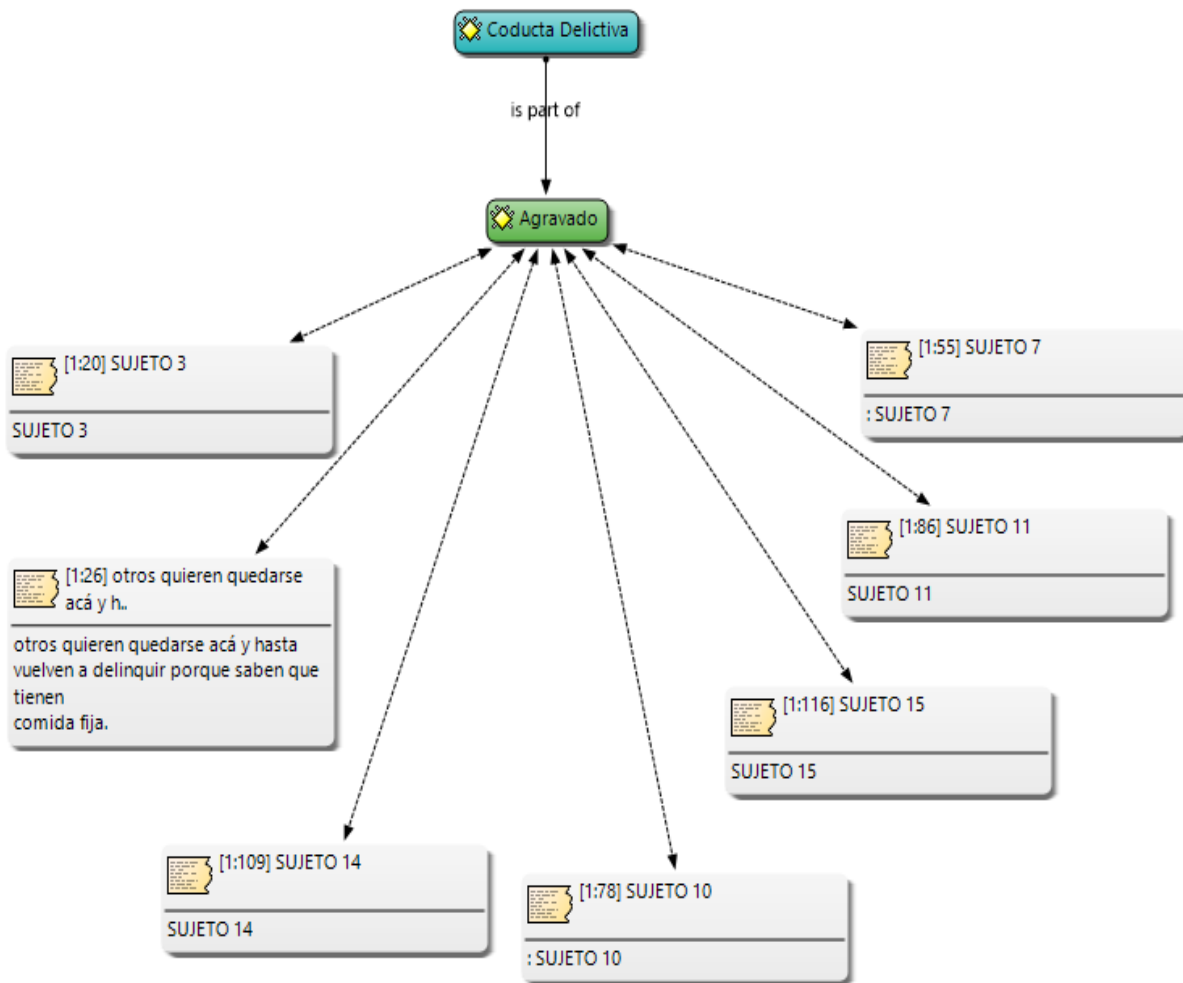 Coducta Delictiva
is part of
Agravado
[1:20] SUJETO 3
SUJETO 3
[1:55] SUJETO 7
: SUJETO 7
[1:86] SUJETO 11
SUJETO 11
[1:26] otros quieren quedarse
acá y h..
otros quieren quedarse acá y hasta
vuelven a delinquir porque saben que
tienen
comida fija.
[1:116] SUJETO 15
SUJETO 15
[1:109] SUJETO 14
SUJETO 14
[1:78] SUJETO 10
: SUJETO 10